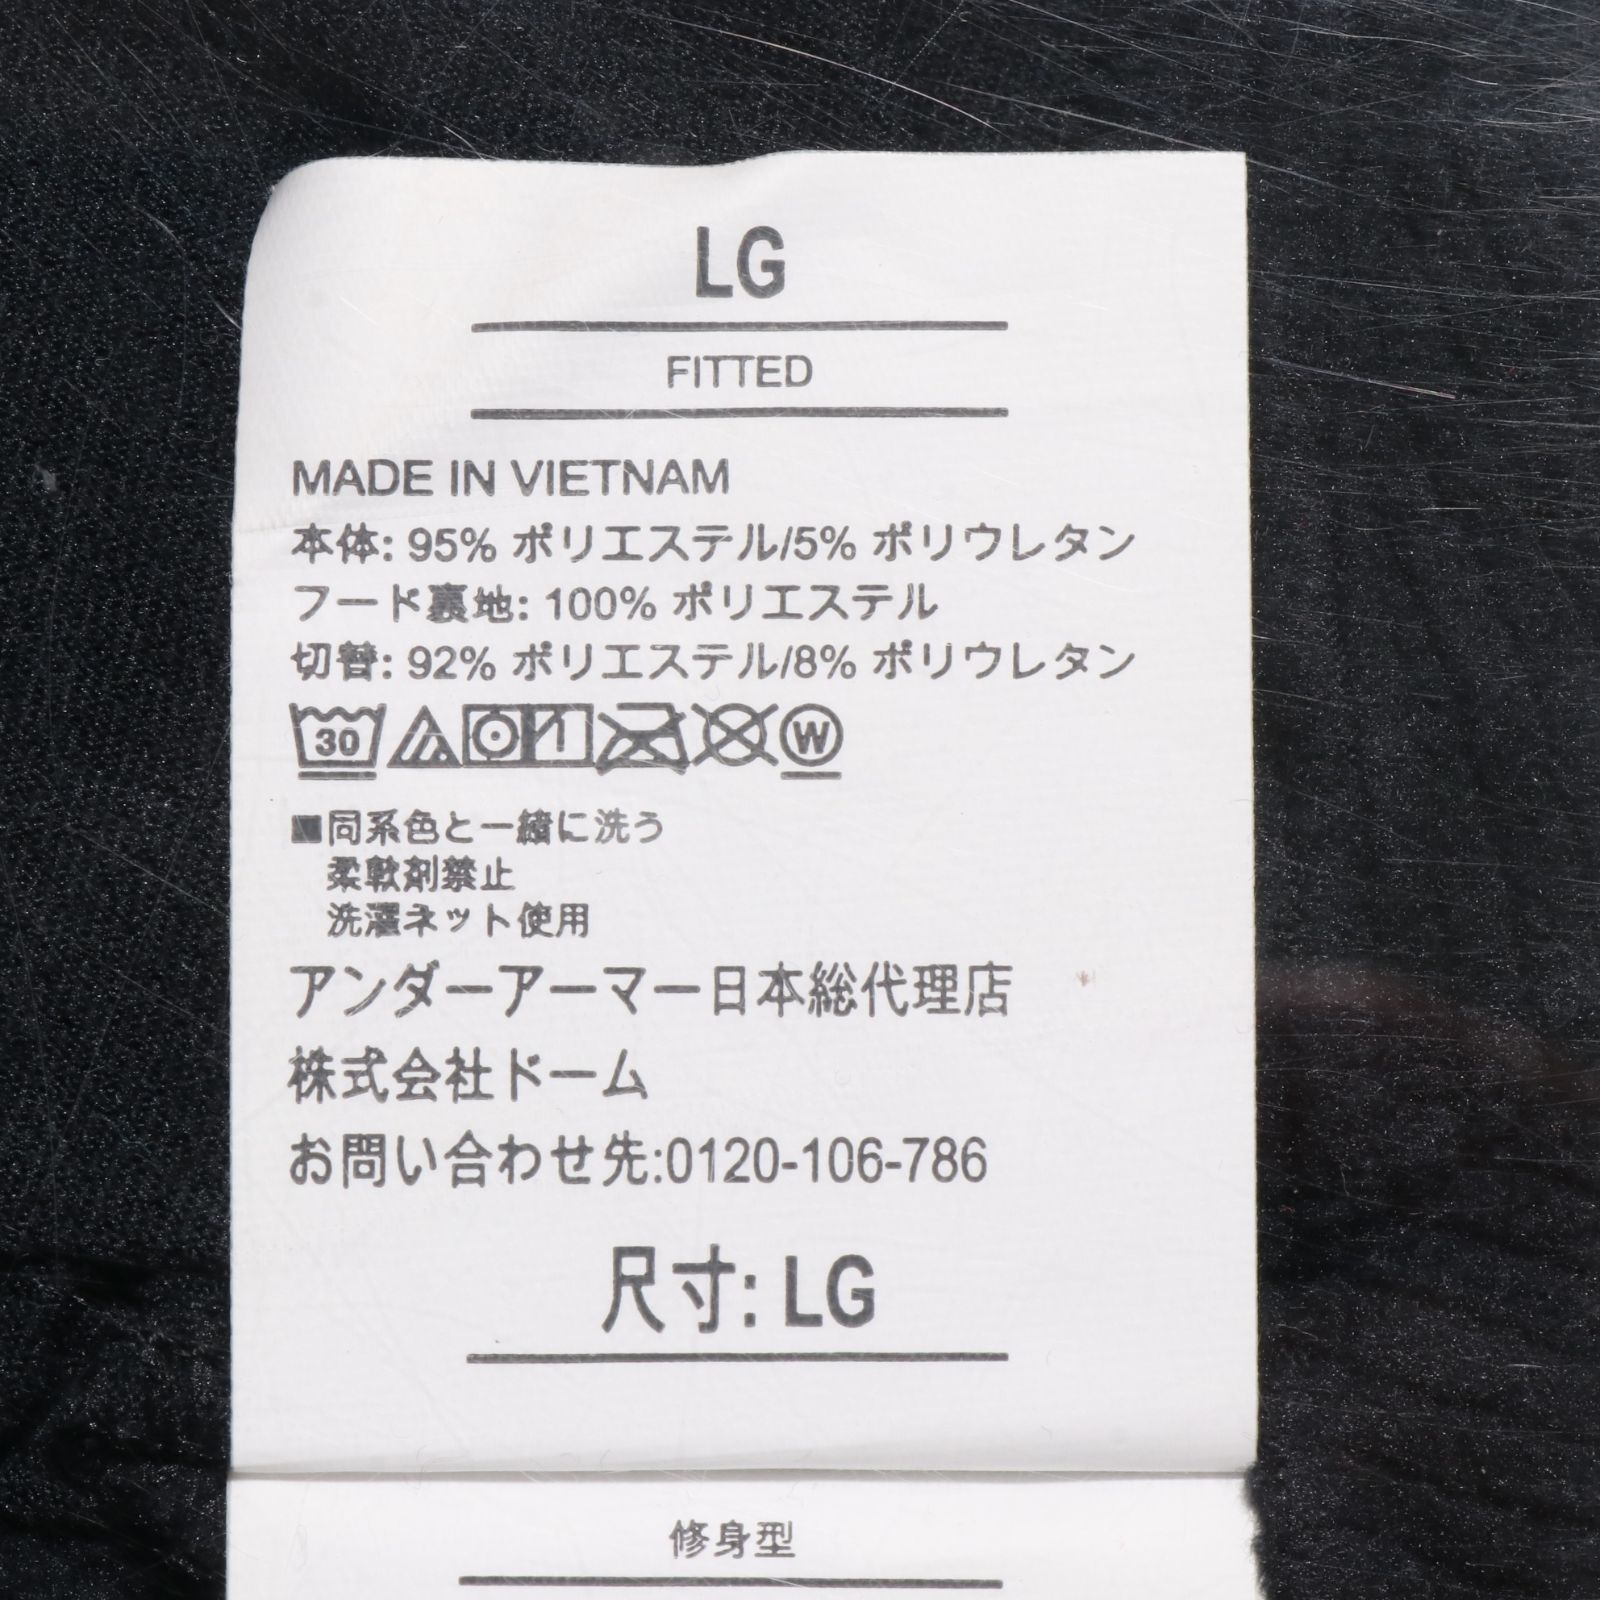 LG
FITTED
MADE IN VIETNAM
本体: 95% ポリエステル/5% ポリウレタン
フード裏地: 100% ポリエステル
切替: 92% ポリエステル/8% ポリウレタン
30 W
■同系色と一緒に洗う
柔軟剤禁止
洗濯ネット使用
アンダーアーマー日本総代理店
株式会社ドーム
お問い合わせ先:0120-106-786
尺寸: LG
修身型